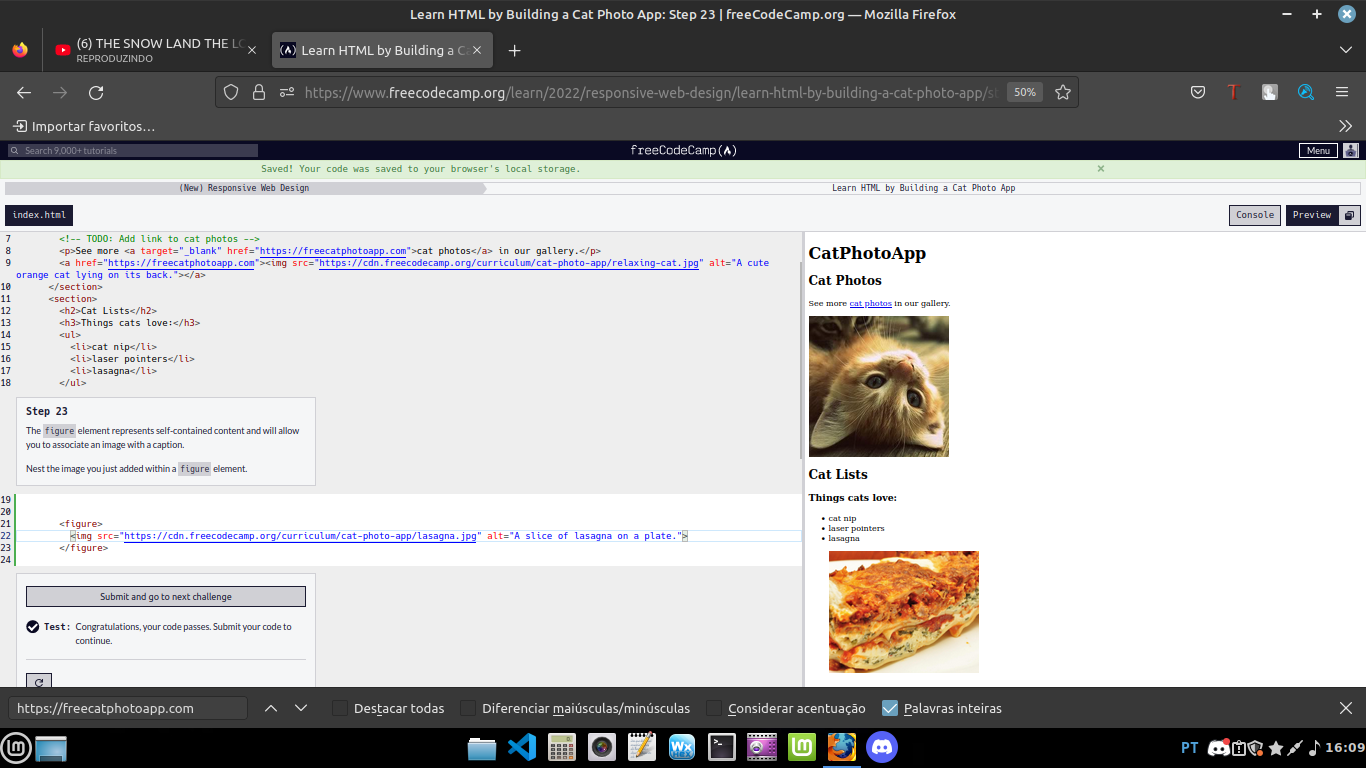 Learn HTML by Building a Cat Photo App: Step 23 | freeCodeCamp.org — Mozilla Firefox
(6) THE SNOW LAND THE
REPRODUZINDO
Learn HTML by Building a C
https://www.freecodecamp.org/learn/2022/responsive-web-design/learn-html-by-building-a-cat-photo-app/
50%
Importar favoritos…
Search 9,000+ tutorials
freeCodeCamp
Menu
Saved! Your code was saved to your browser's local storage.
(New) Responsive Web Design
Learn HTML by Building a Cat Photo App
index.html
Console
Preview
7 <!-- TODO: Add link to cat photos -->
8 <p>See more <a target="_blank" href="https://freecatphotoapp.com">cat photos</a> in our gallery.</p>
9 <a href="https://freecatphotoapp.com"><img src="https://cdn.freecodecamp.org/curriculum/cat-photo-app/relaxing-cat.jpg" alt="A cute
orange cat lying on its back."></a>
10 </section>
11 <section>
12 <h2>Cat Lists</h2>
13 <h3>Things cats love:</h3>
14 <ul>
15 <li>cat nip</li>
16 <li>laser pointers</li>
17 <li>lasagna</li>
18 </ul>
Step 23
The figure element represents self-contained content and will allow
you to associate an image with a caption.
Nest the image you just added within a figure element.
19
20
21 <figure>
22 <img src="https://cdn.freecodecamp.org/curriculum/cat-photo-app/lasagna.jpg" alt="A slice of lasagna on a plate.">
23 </figure>
24
Submit and go to next challenge
Test: Congratulations, your code passes. Submit your code to
continue.
CatPhotoApp
Cat Photos
See more cat photos in our gallery.
Cat Lists
Things cats love:
• cat nip
• laser pointers
• lasagna
https://freecatphotoapp.com
Destacar todas
Diferenciar maiúsculas/minúsculas
Considerar acentuação
Palavras inteiras
PT
16:09